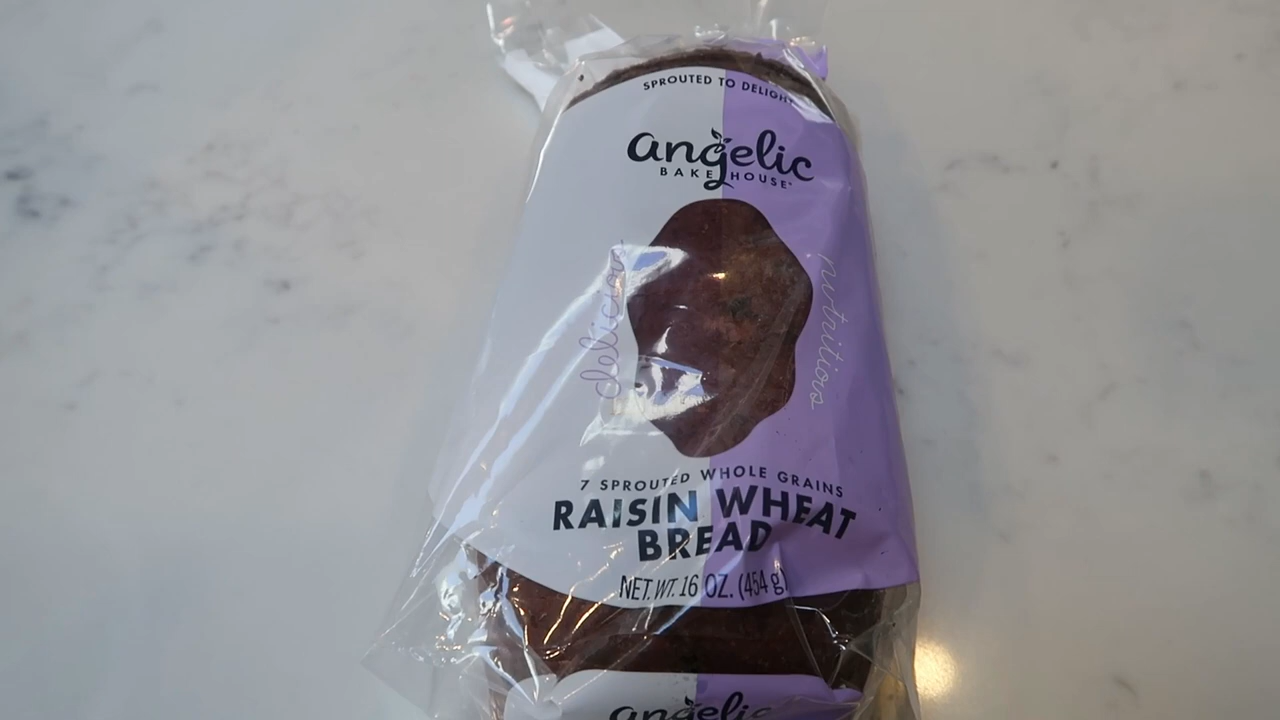 SPROUTED TO DELIGHT
angelic
BAKEHOUSE
delicious
nutritious
7 SPROUTED WHOLE GRAINS
RAISIN WHEAT
BREAD
NET. WT. 16 OZ. (454 g)
angelic